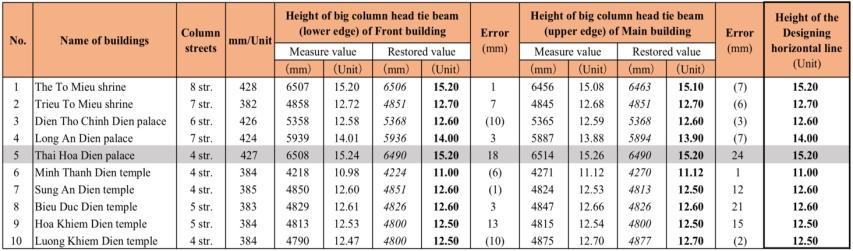 No. Name of buildings Column streets mm/Unit Height of big column head tie beam (lower edge) of Front building Error (mm) Height of big column head tie beam (upper edge) of Main building Error (mm) Height of the Designing horizontal line (Unit)
Measure value Restored value Measure value Restored value
(mm) (Unit) (mm) (Unit) (mm) (Unit) (mm) (Unit)
1 The To Mieu shrine 8 str. 428 6507 15.20 6506 15.20 1 6456 15.08 6463 15.10 (7) 15.20
2 Trieu To Mieu shrine 7 str. 382 4858 12.72 4851 12.70 7 4845 12.68 4851 12.70 (6) 12.70
3 Dien Tho Chinh Dien palace 6 str. 426 5358 12.58 5368 12.60 (10) 5365 12.59 5368 12.60 (3) 12.60
4 Long An Dien palace 7 str. 424 5939 14.01 5936 14.00 3 5887 13.88 5894 13.90 (7) 14.00
5 Thai Hoa Dien palace 4 str. 427 6508 15.24 6490 15.20 18 6514 15.26 6490 15.20 24 15.20
6 Minh Thanh Dien temple 4 str. 384 4218 10.98 4224 11.00 (6) 4271 11.12 4270 11.12 1 11.00
7 Sung An Dien temple 4 str. 385 4850 12.60 4851 12.60 (1) 4824 12.53 4813 12.50 12 12.60
8 Bieu Duc Dien temple 5 str. 383 4829 12.61 4826 12.60 3 4847 12.66 4826 12.60 21 12.60
9 Hoa Khiem Dien temple 5 str. 384 4813 12.53 4800 12.50 13 4815 12.54 4800 12.50 15 12.50
10 Luong Khiem Dien temple 4 str. 384 4790 12.47 4800 12.50 (10) 4875 12.70 4877 12.70 (2) 12.50